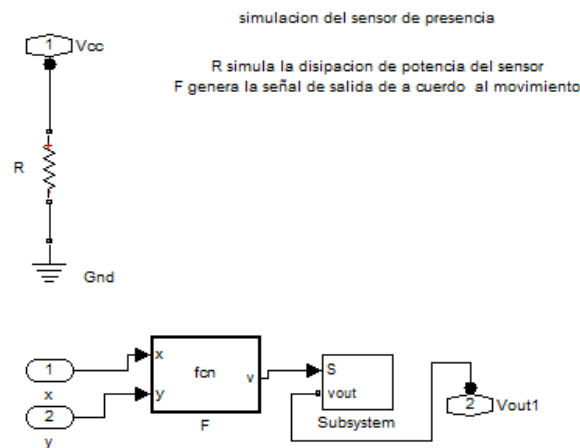 simulacion del sensor de presencia
1
Vcc
R simula la disipacion de potencia del sensor
F genera la señal de salida de a cuerdo al movimiento
R
Gnd
1
x
2
y
x
y
fcn
v
F
S
vout
Subsystem
2
Vout1